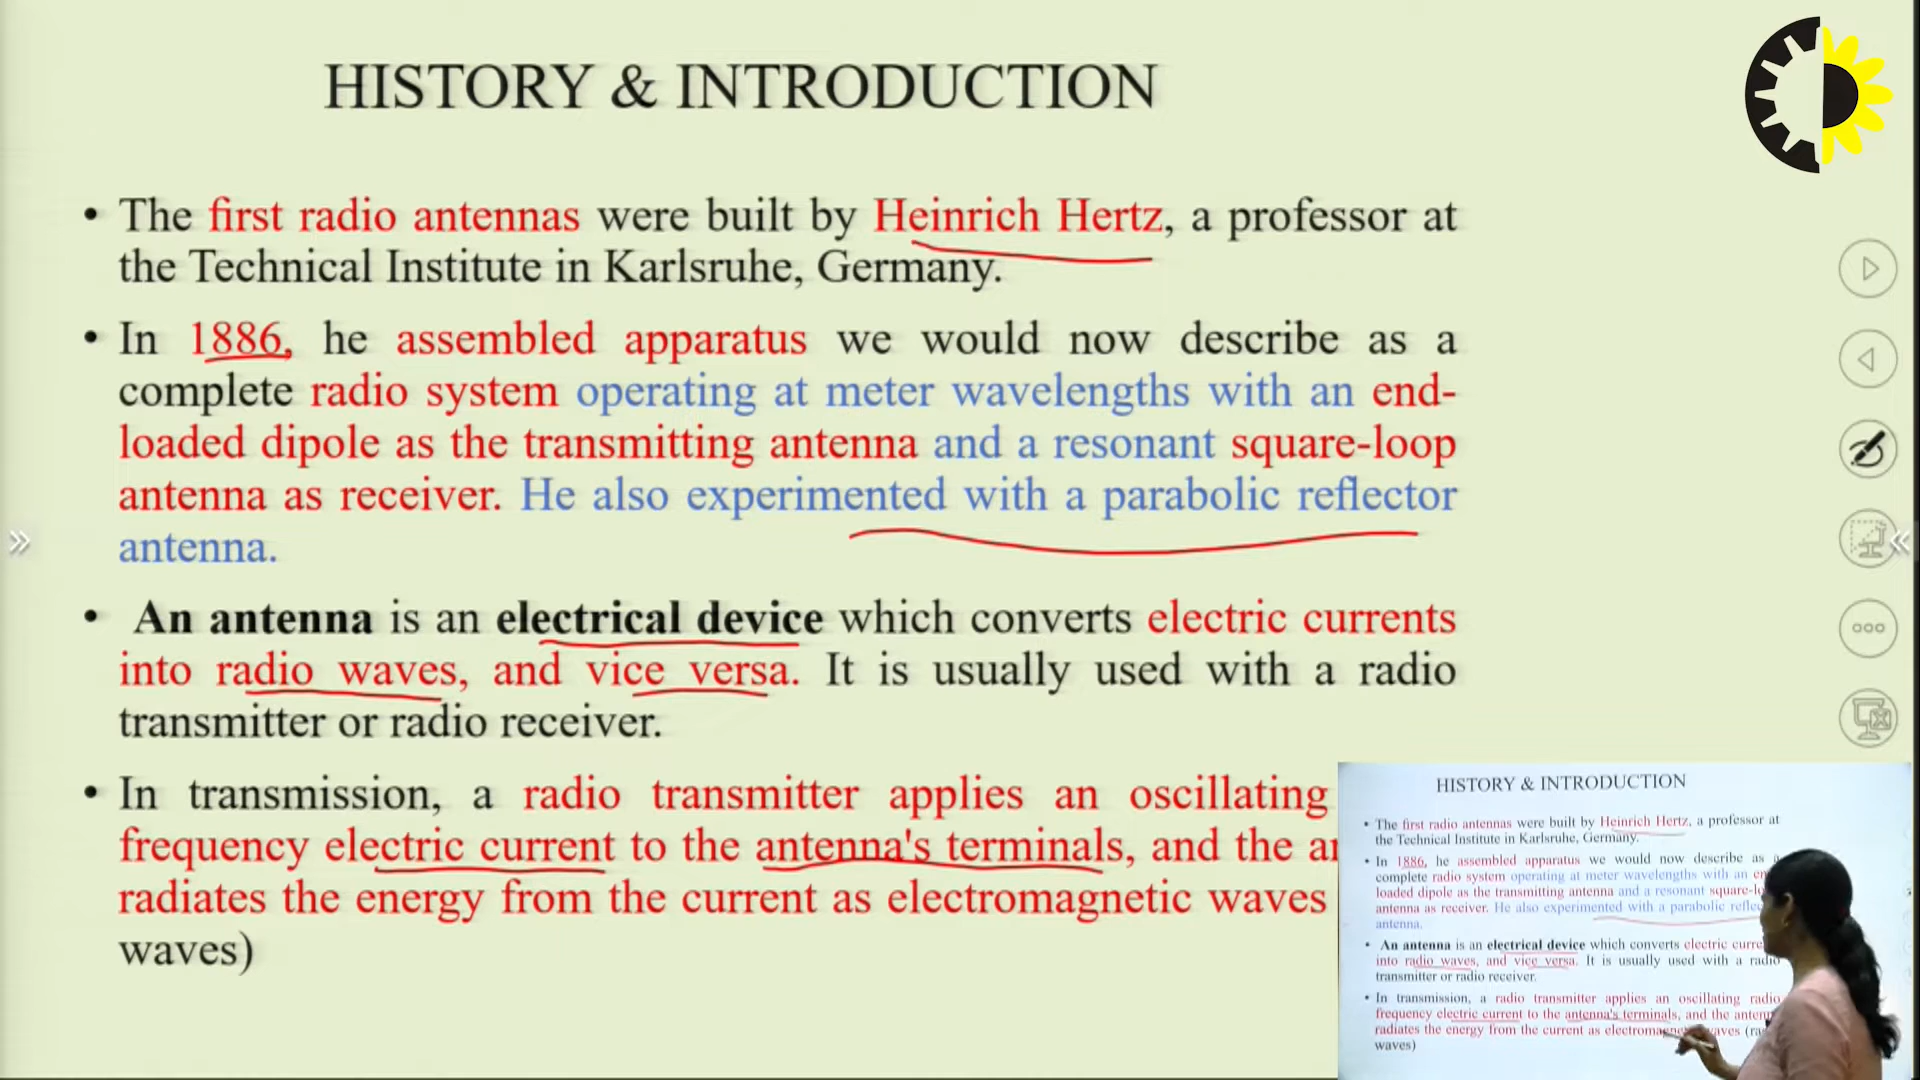 HISTORY & INTRODUCTION
• The first radio antennas were built by Heinrich Hertz, a professor at
the Technical Institute in Karlsruhe, Germany.
• In 1886, he assembled apparatus we would now describe as a
complete radio system operating at meter wavelengths with an end-
loaded dipole as the transmitting antenna and a resonant square-loop
antenna as receiver. He also experimented with a parabolic reflector
antenna.
• An antenna is an electrical device which converts electric currents
into radio waves, and vice versa. It is usually used with a radio
transmitter or radio receiver.
• In transmission, a radio transmitter applies an oscillating
frequency electric current to the antenna's terminals, and the
radiates the energy from the current as electromagnetic waves
waves)
HISTORY & INTRODUCTION
• The first radio antennas were built by Heinrich Hertz, a professor at
the Technical Institute in Karlsruhe, Germany.
• In 1886, he assembled apparatus we would now describe as a
complete radio system operating at meter wavelengths with an
loaded dipole as the transmitting antenna and a resonant
antenna as receiver. He also experimented with a parabolic
antenna.
• An antenna is an electrical device which converts electric
into radio waves, and vice versa. It is usually used with a radio
transmitter or radio receiver.
• In transmission, a radio transmitter applies an oscillating radio
frequency electric current to the antenna's terminals, and the
radiates the energy from the current as
waves)